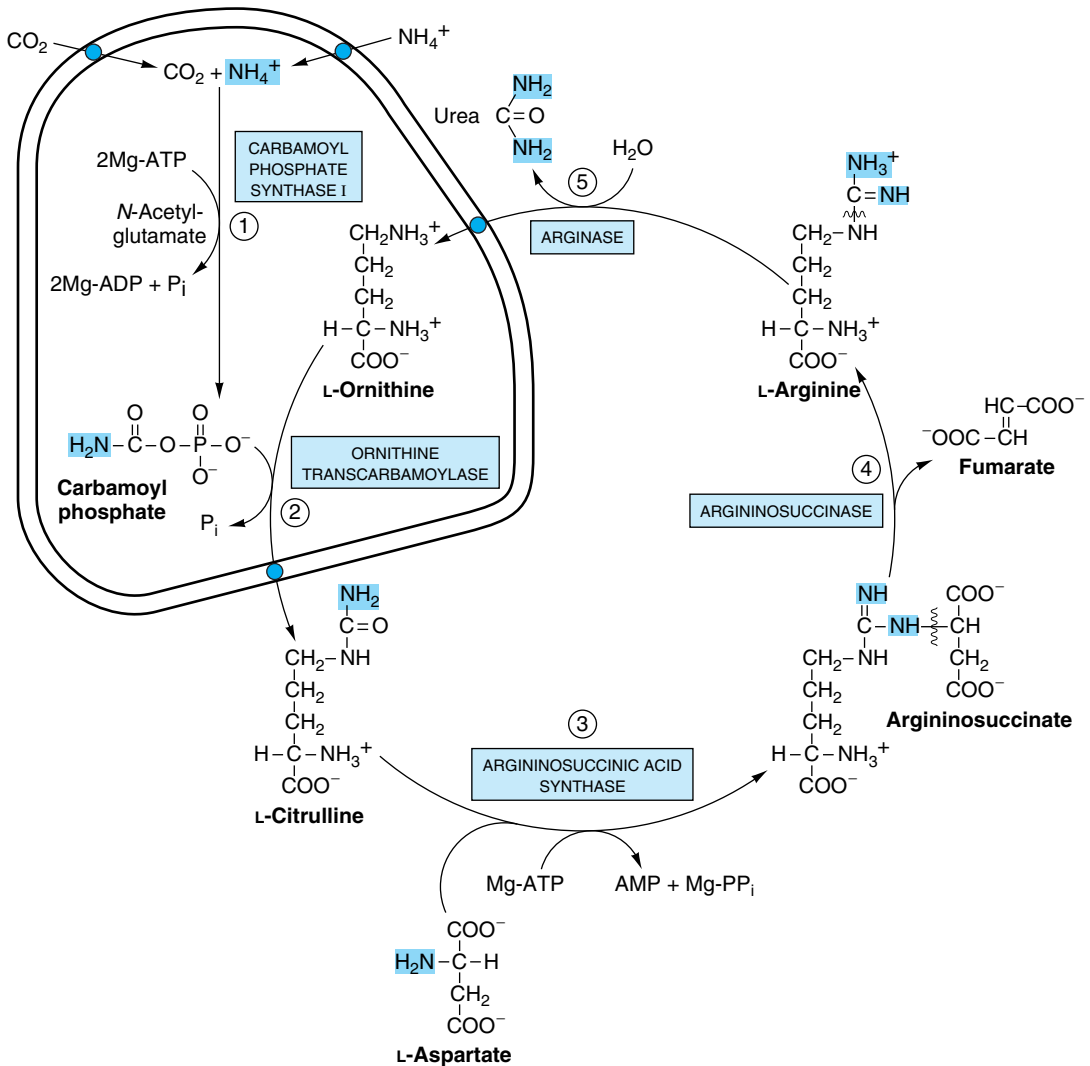 CO₂
NH₄⁺
CO₂ + NH₄⁺
2Mg-ATP
N-Acetyl-
glutamate
2Mg-ADP + Pᵢ
CARBAMOYL
PHOSPHATE
SYNTHASE I
1
H₂N–C–O–P–O⁻
O
O
O⁻
Carbamoyl
phosphate
Pᵢ
2
ORNITHINE
TRANSCARBAMOYLASE
CH₂NH₃⁺
CH₂
CH₂
H–C–NH₃⁺
COO⁻
L-Ornithine
Urea
NH₂
C=O
NH₂
H₂O
5
ARGINASE
NH₃⁺
C=NH
CH₂–NH
CH₂
CH₂
H–C–NH₃⁺
COO⁻
L-Arginine
HC–COO⁻
⁻OOC–CH
Fumarate
4
ARGININOSUCCINASE
NH
C–NH–CH
COO⁻
CH₂–NH
CH₂
COO⁻
CH₂
CH₂
H–C–NH₃⁺
COO⁻
Argininosuccinate
NH₂
C=O
CH₂–NH
CH₂
CH₂
H–C–NH₃⁺
COO⁻
L-Citrulline
3
ARGININOSUCCINIC ACID
SYNTHASE
Mg-ATP
AMP + Mg-PPᵢ
COO⁻
H₂N–C–H
CH₂
COO⁻
L-Aspartate